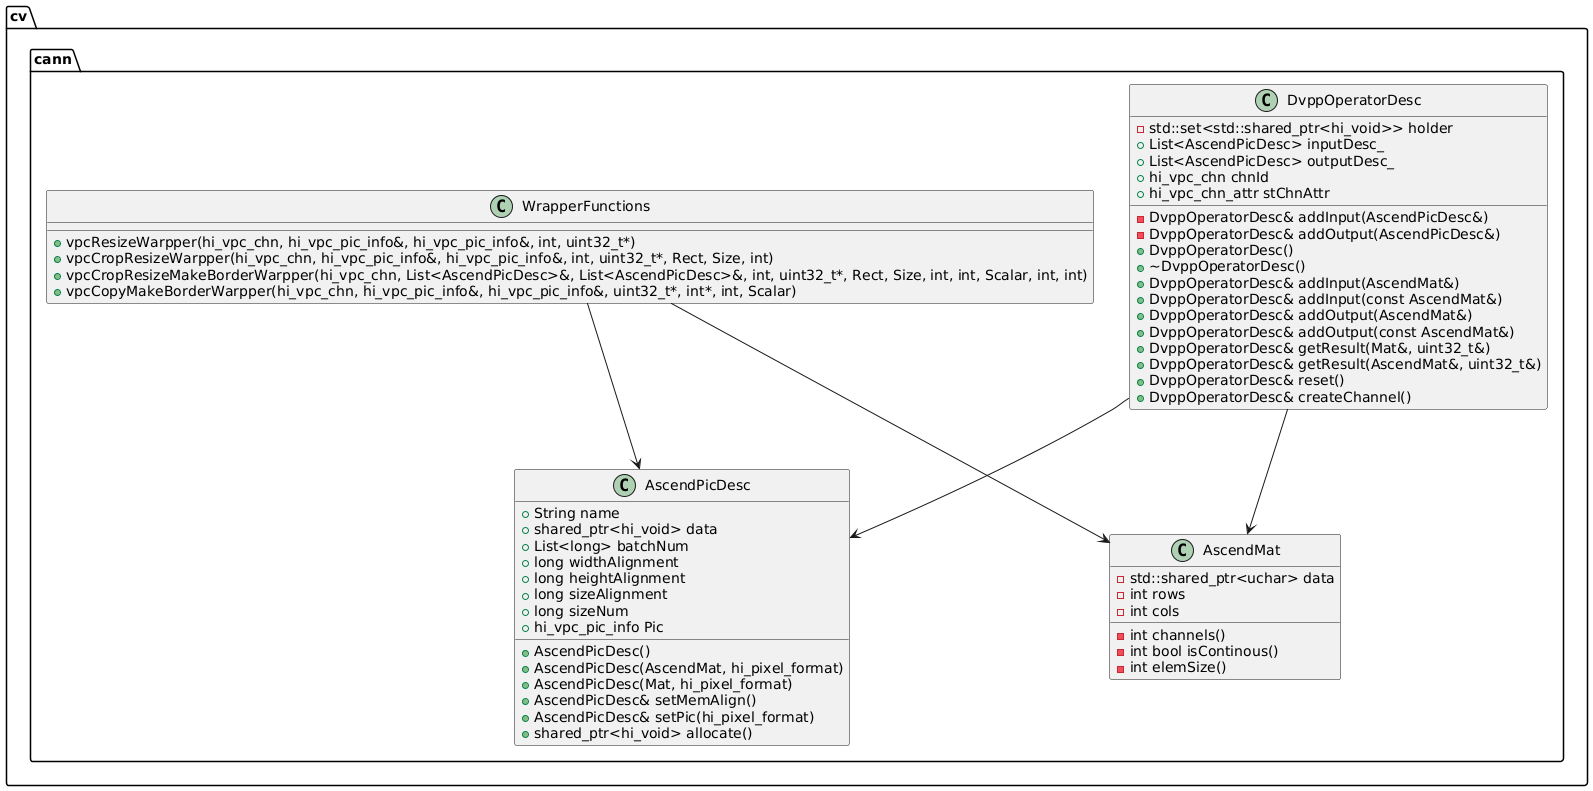 cv
cann
C DvppOperatorDesc
std::set<std::shared_ptr<hi_void>> holder
List<AscendPicDesc> inputDesc_
List<AscendPicDesc> outputDesc_
hi_vpc_chn chnId
hi_vpc_chn_attr stChnAttr
DvppOperatorDesc& addInput(AscendPicDesc&)
DvppOperatorDesc& addOutput(AscendPicDesc&)
DvppOperatorDesc()
~DvppOperatorDesc()
DvppOperatorDesc& addInput(AscendMat&)
DvppOperatorDesc& addInput(const AscendMat&)
DvppOperatorDesc& addOutput(AscendMat&)
DvppOperatorDesc& addOutput(const AscendMat&)
DvppOperatorDesc& getResult(Mat&, uint32_t&)
DvppOperatorDesc& getResult(AscendMat&, uint32_t&)
DvppOperatorDesc& reset()
DvppOperatorDesc& createChannel()
C WrapperFunctions
vpcResizeWarpper(hi_vpc_chn, hi_vpc_pic_info&, hi_vpc_pic_info&, int, uint32_t*)
vpcCropResizeWarpper(hi_vpc_chn, hi_vpc_pic_info&, hi_vpc_pic_info&, int, uint32_t*, Rect, Size, int)
vpcCropResizeMakeBorderWarpper(hi_vpc_chn, List<AscendPicDesc>&, List<AscendPicDesc>&, int, uint32_t*, Rect, Size, int, int, Scalar, int, int)
vpcCopyMakeBorderWarpper(hi_vpc_chn, hi_vpc_pic_info&, hi_vpc_pic_info&, uint32_t*, int*, int, Scalar)
C AscendPicDesc
String name
shared_ptr<hi_void> data
List<long> batchNum
long widthAlignment
long heightAlignment
long sizeAlignment
long sizeNum
hi_vpc_pic_info Pic
AscendPicDesc()
AscendPicDesc(AscendMat, hi_pixel_format)
AscendPicDesc(Mat, hi_pixel_format)
AscendPicDesc& setMemAlign()
AscendPicDesc& setPic(hi_pixel_format)
shared_ptr<hi_void> allocate()
C AscendMat
std::shared_ptr<uchar> data
int rows
int cols
int channels()
int bool isContinous()
int elemSize()